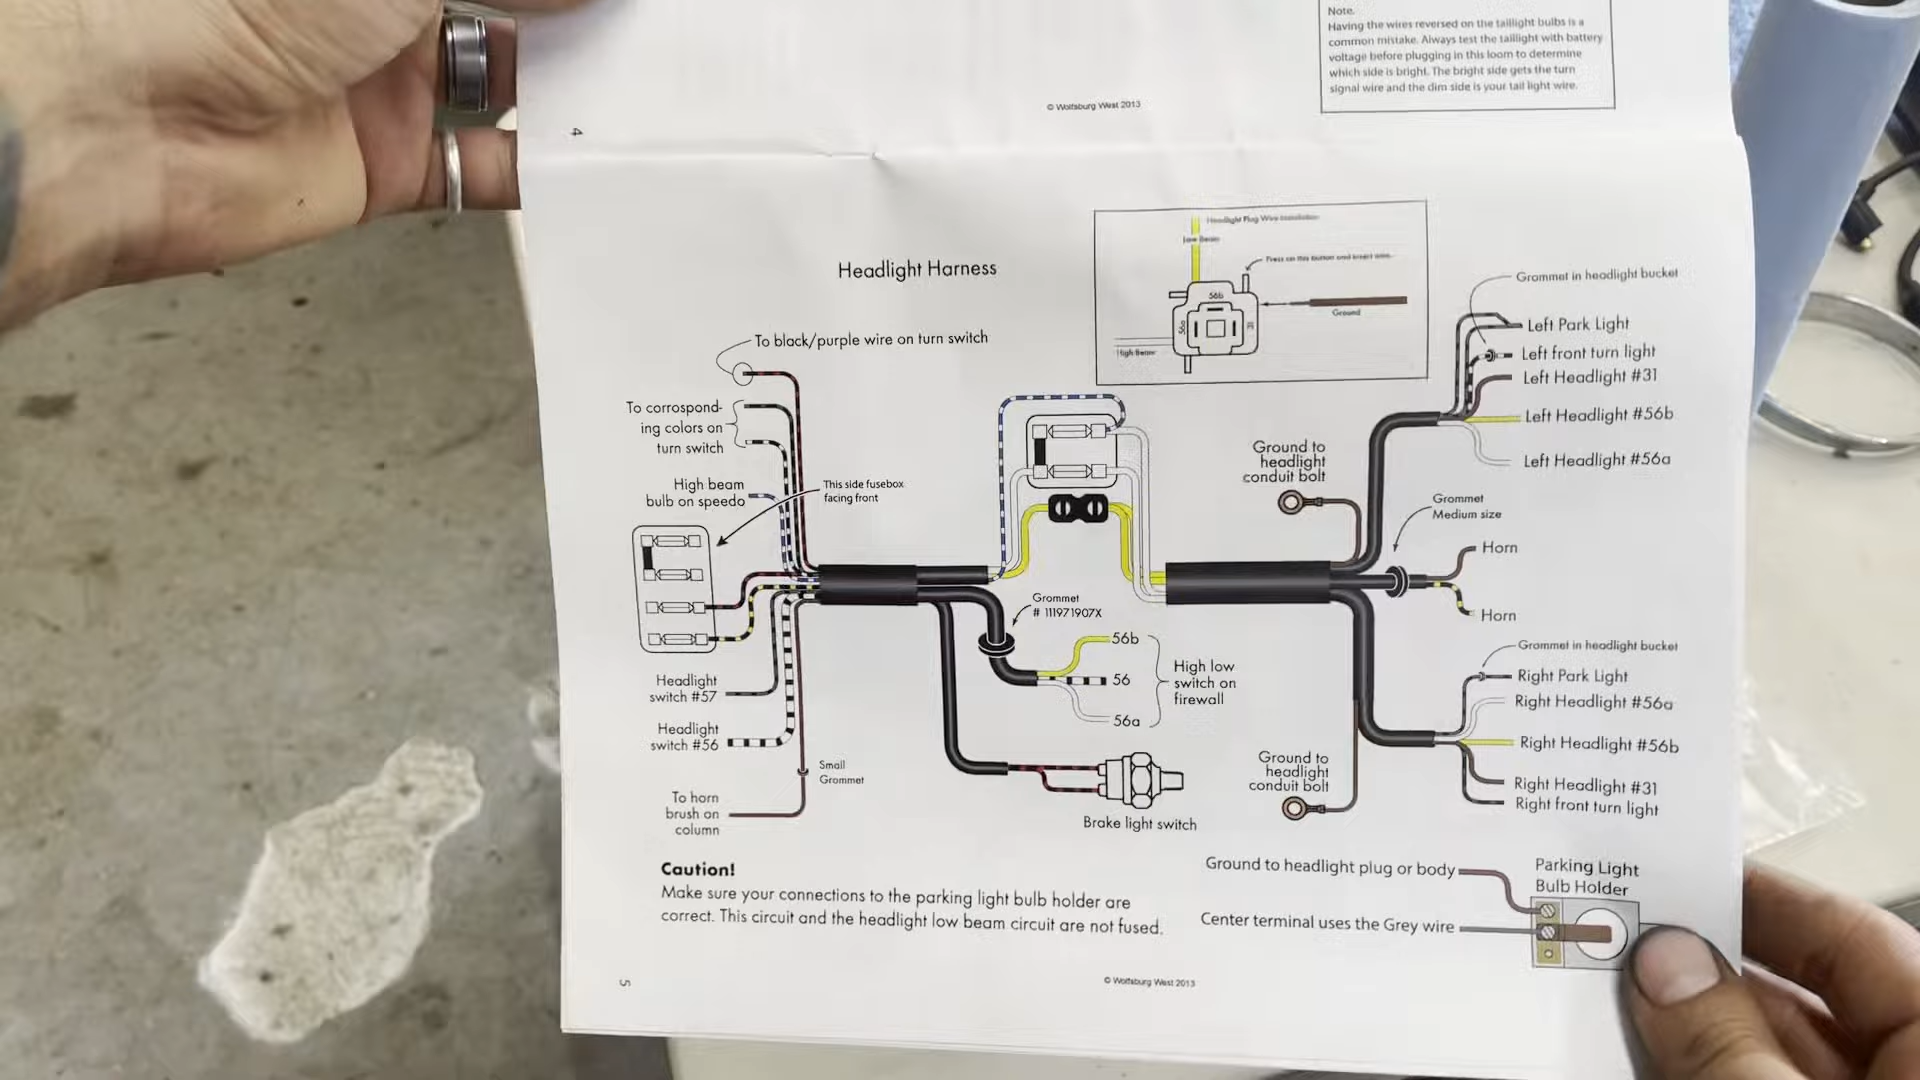 Note.
Having the wires reversed on the taillight bulbs is a
common mistake. Always test the taillight with battery
voltage before plugging in this loom to determine
which side is bright. The bright side gets the turn
signal wire and the dim side is your tail light wire.
© Wolfsburg West 2013
4
Headlight Harness
Headlight Plug Wire Installation
Low Beam
Press on this button and insert wire.
56b
56a
31
Ground
High Beam
To black/purple wire on turn switch
To correspond-
ing colors on
turn switch
High beam
bulb on speedo
This side fusebox
facing front
Headlight
switch #57
Headlight
switch #56
Small
Grommet
To horn
brush on
column
Grommet
# 111971907X
56b
56
56a
High low
switch on
firewall
Brake light switch
Ground to
headlight
conduit bolt
Grommet in headlight bucket
Left Park Light
Left front turn light
Left Headlight #31
Left Headlight #56b
Left Headlight #56a
Grommet
Medium size
Horn
Horn
Grommet in headlight bucket
Right Park Light
Right Headlight #56a
Right Headlight #56b
Right Headlight #31
Right front turn light
Ground to
headlight
conduit bolt
Caution!
Make sure your connections to the parking light bulb holder are
correct. This circuit and the headlight low beam circuit are not fused.
Ground to headlight plug or body
Center terminal uses the Grey wire
Parking Light
Bulb Holder
5
© Wolfsburg West 2013